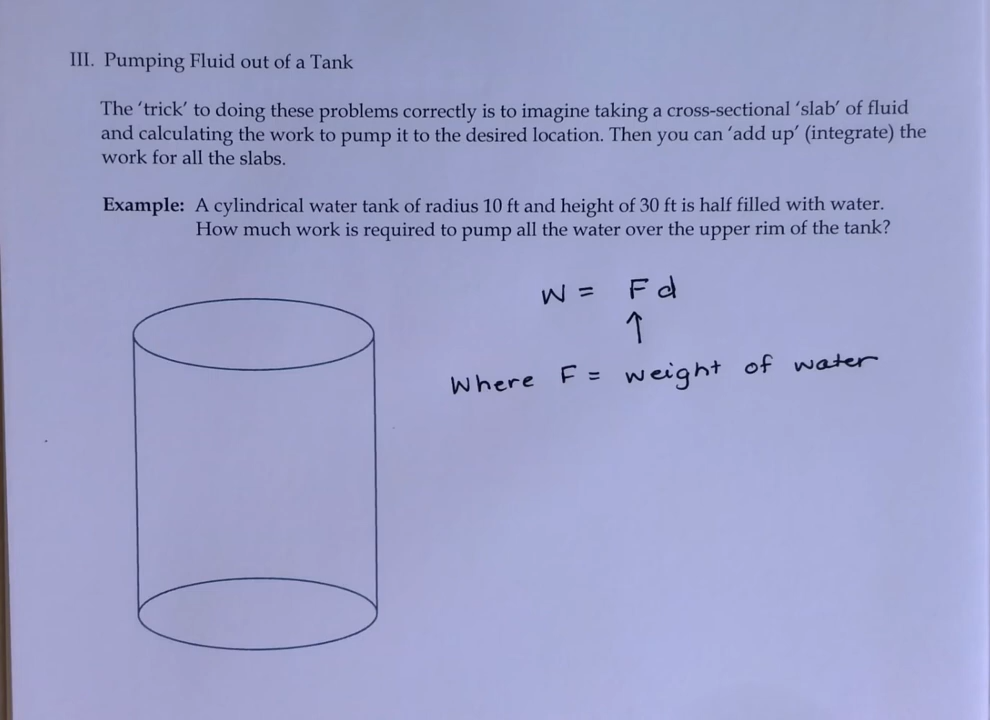 III. Pumping Fluid out of a Tank
The 'trick' to doing these problems correctly is to imagine taking a cross-sectional 'slab' of fluid
and calculating the work to pump it to the desired location. Then you can 'add up' (integrate) the
work for all the slabs.
Example: A cylindrical water tank of radius 10 ft and height of 30 ft is half filled with water.
How much work is required to pump all the water over the upper rim of the tank?
W = Fd
↑
Where F = weight of water